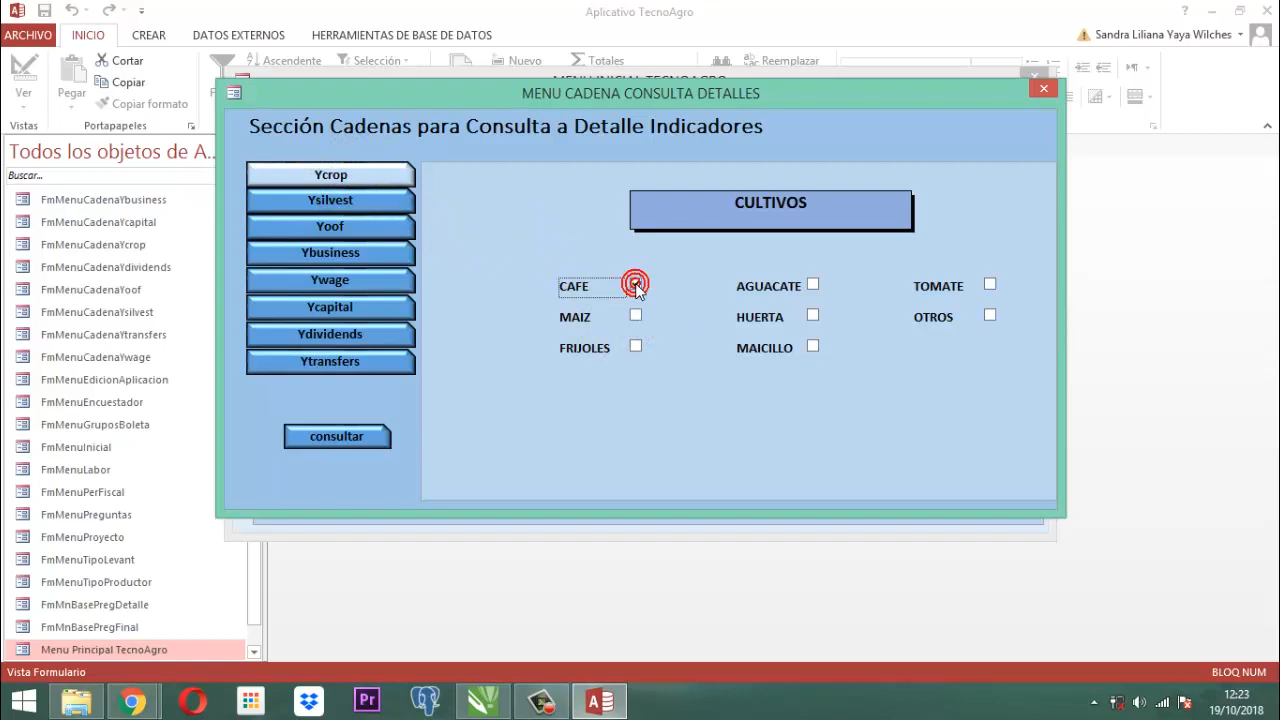 Aplicativo TecnoAgro
ARCHIVO INICIO CREAR DATOS EXTERNOS HERRAMIENTAS DE BASE DE DATOS Sandra Liliana Yaya Wilches
Ver
Vistas
Pegar
Cortar
Copiar
Copiar formato
Portapapeles
Ascendente Selección Nuevo Totales Reemplazar
MENU INICIAL TECNOAGRO
MENU CADENA CONSULTA DETALLES
Sección Cadenas para Consulta a Detalle Indicadores
Ycrop
Ysilvest
Yoof
Ybusiness
Ywage
Ycapital
Ydividends
Ytransfers
consultar
CULTIVOS
CAFE AGUACATE TOMATE
MAIZ HUERTA OTROS
FRIJOLES MAICILLO
Todos los objetos de A...
Buscar...
FmMenuCadenaYbusiness
FmMenuCadenaYcapital
FmMenuCadenaYcrop
FmMenuCadenaYdividends
FmMenuCadenaYoof
FmMenuCadenaYsilvest
FmMenuCadenaYtransfers
FmMenuCadenaYwage
FmMenuEdicionAplicacion
FmMenuEncuestador
FmMenuGruposBoleta
FmMenuInicial
FmMenuLabor
FmMenuPerFiscal
FmMenuPreguntas
FmMenuProyecto
FmMenuTipoLevant
FmMenuTipoProductor
FmMnBasePregDetalle
FmMnBasePregFinal
Menu Principal TecnoAgro
Vista Formulario BLOQ NUM
Pr
12:23
19/10/2018